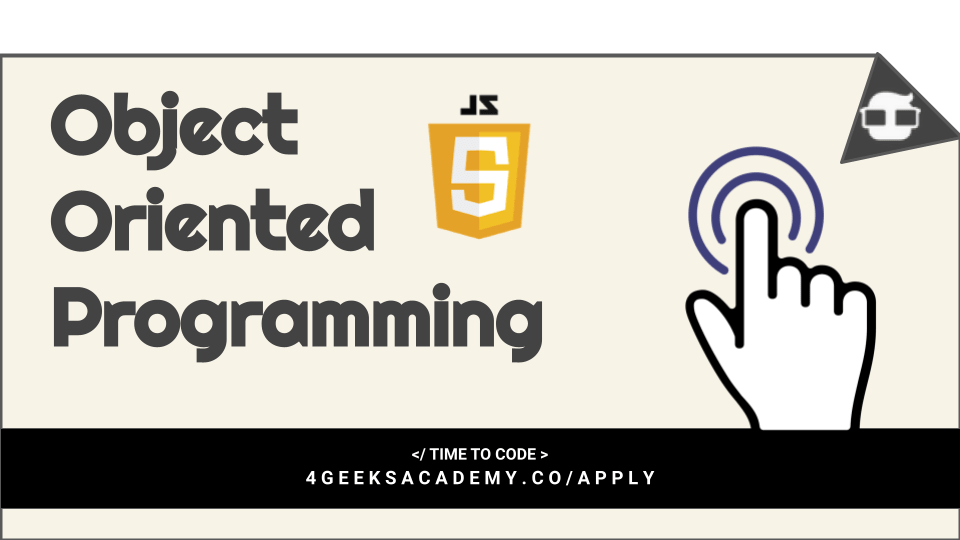 Object
Oriented
Programming
JS
5
</ TIME TO CODE >
4GEEKSACADEMY.CO/APPLY